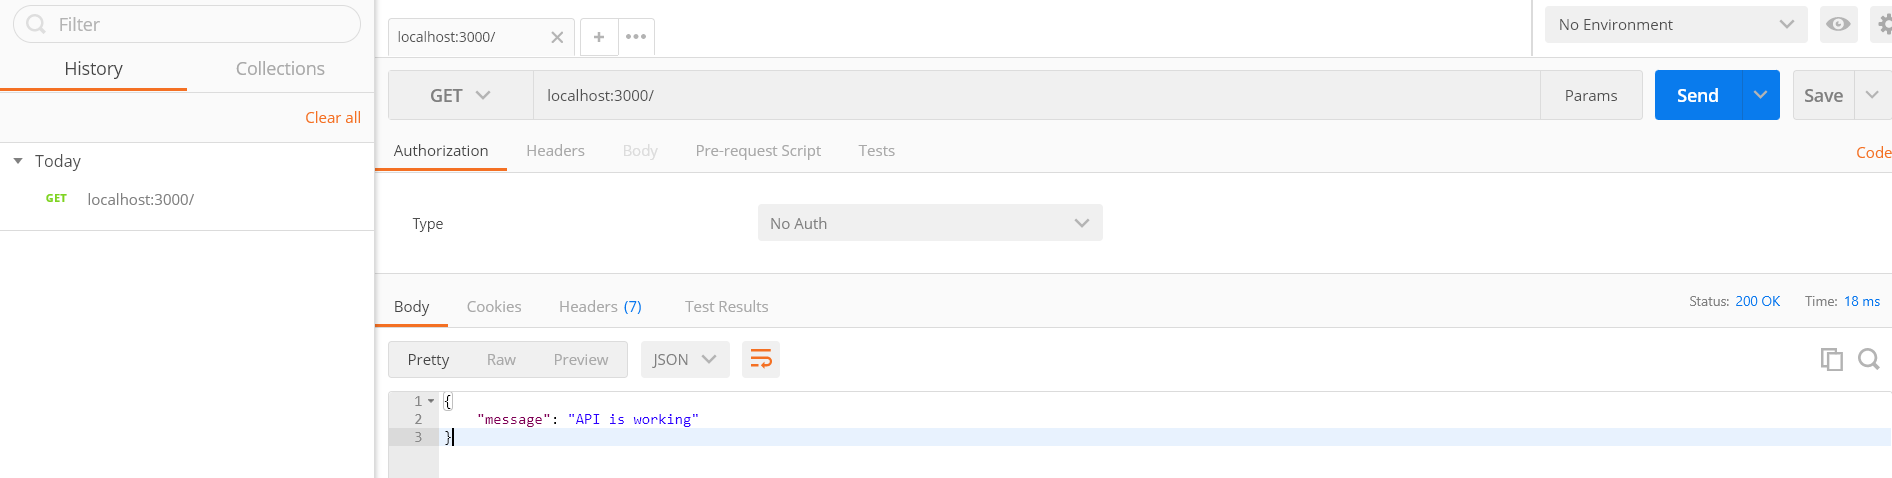 Filter
History Collections
Clear all
Today
GET localhost:3000/
localhost:3000/
No Environment
GET localhost:3000/ Params Send Save
Authorization Headers Body Pre-request Script Tests Code
Type No Auth
Body Cookies Headers (7) Test Results Status: 200 OK Time: 18 ms
Pretty Raw Preview JSON
1 {
2 "message": "API is working"
3 }